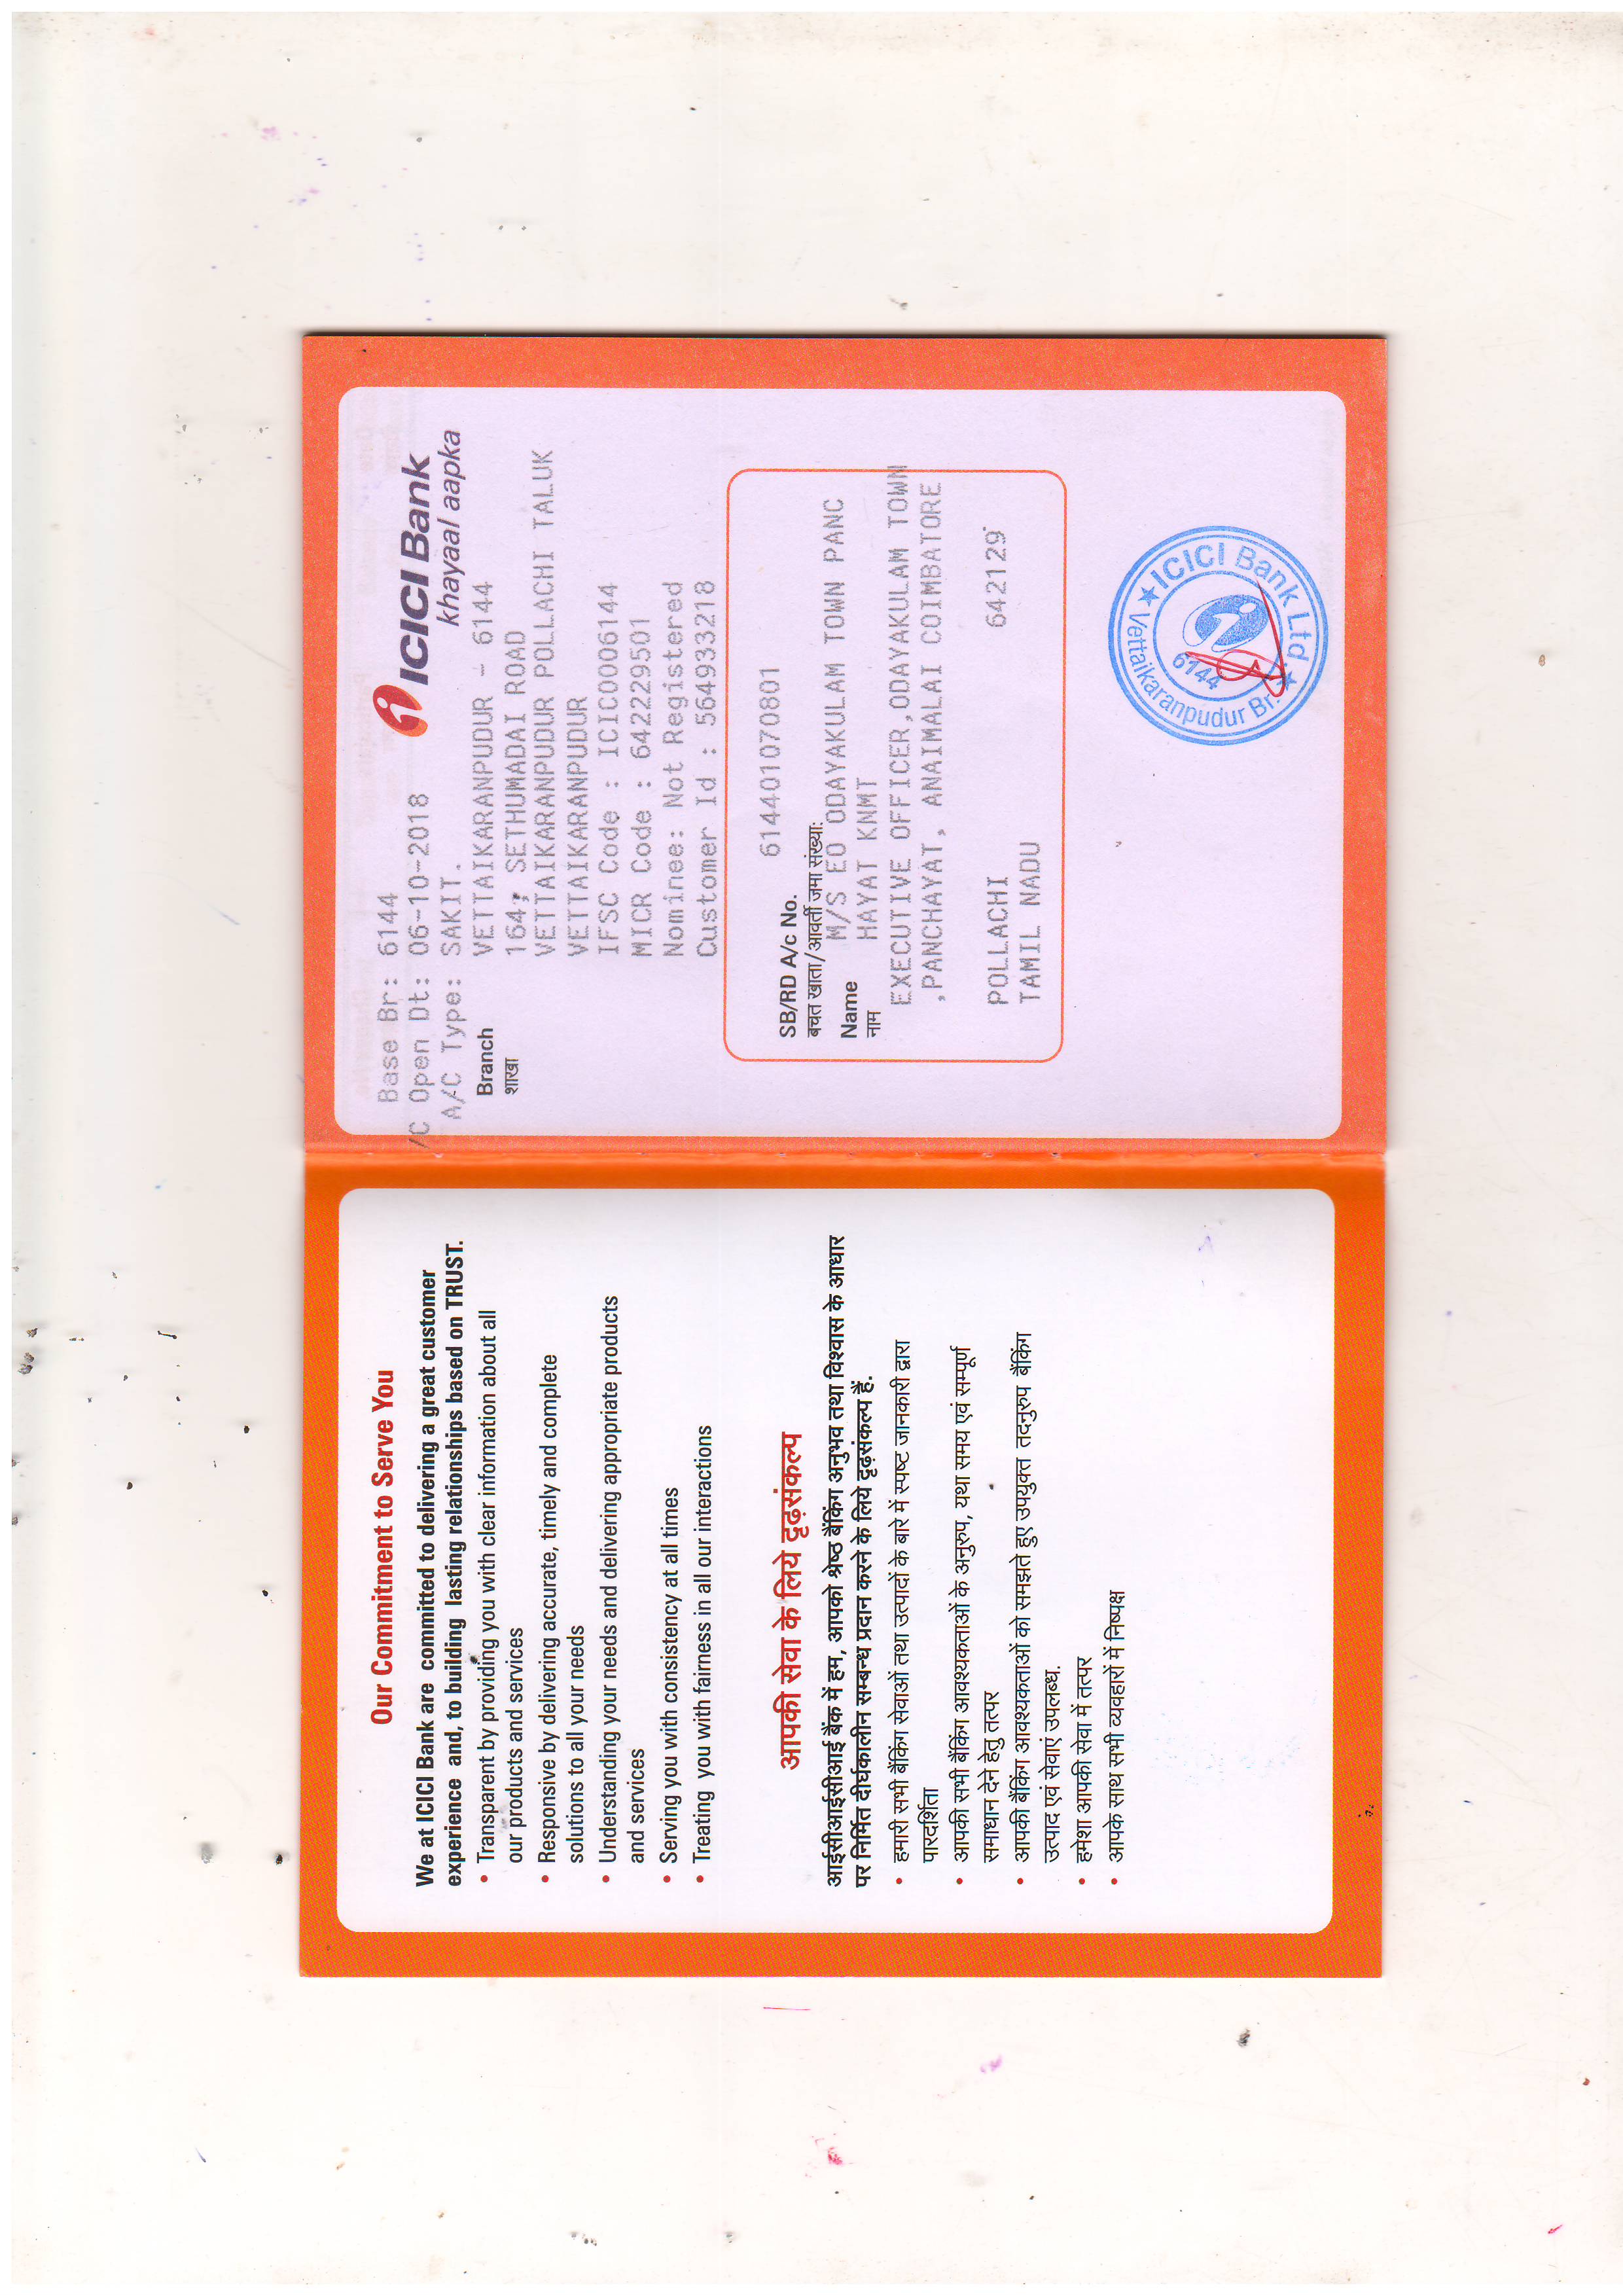 Our Commitment to Serve You
We at ICICI Bank are committed to delivering a great customer
experience and, to building lasting relationships based on TRUST.
• Transparent by providing you with clear information about all
our products and services
• Responsive by delivering accurate, timely and complete
solutions to all your needs
• Understanding your needs and delivering appropriate products
and services
• Serving you with consistency at all times
• Treating you with fairness in all our interactions
आपकी सेवा के लिये दृढ़संकल्प
आईसीआईसीआई बैंक में हम, आपको श्रेष्ठ बैंकिंग अनुभव तथा विश्वास के आधार
पर निर्मित दीर्घकालीन सम्बन्ध प्रदान करने के लिये दृढ़संकल्प हैं.
• हमारी सभी बैंकिंग सेवाओं तथा उत्पादों के बारे में स्पष्ट जानकारी द्वारा
पारदर्शिता
• आपकी सभी बैंकिंग आवश्यकताओं के अनुरुप, यथा समय एवं सम्पूर्ण
समाधान देने हेतु तत्पर
• आपकी बैंकिंग आवश्यकताओं को समझते हुए उपयुक्त तदनुरुप बैंकिंग
उत्पाद एवं सेवाएं उपलब्ध.
• हमेशा आपकी सेवा में तत्पर
• आपके साथ सभी व्यवहारों में निष्पक्ष
ICICI Bank
khayaal aapka
Base Br: 6144
/C Open Dt: 06-10-2018
A/C Type: SAKIT.
Branch VETTAIKARANPUDUR - 6144
शाखा 164, SETHUMADAI ROAD
VETTAIKARANPUDUR POLLACHI TALUK
VETTAIKARANPUDUR
IFSC Code : ICIC0006144
MICR Code : 642229501
Nominee: Not Registered
Customer Id : 564933218
SB/RD A/c No. 614401070801
बचत खाता/आवर्ती जमा संख्या:
Name M/S EO ODAYAKULAM TOWN PANC
नाम HAYAT KNMT
EXECUTIVE OFFICER,ODAYAKULAM TOWN
,PANCHAYAT, ANAIMALAI COIMBATORE
POLLACHI 642129
TAMIL NADU
ICICI Bank Ltd.
6144
Vettaikaranpudur Br.